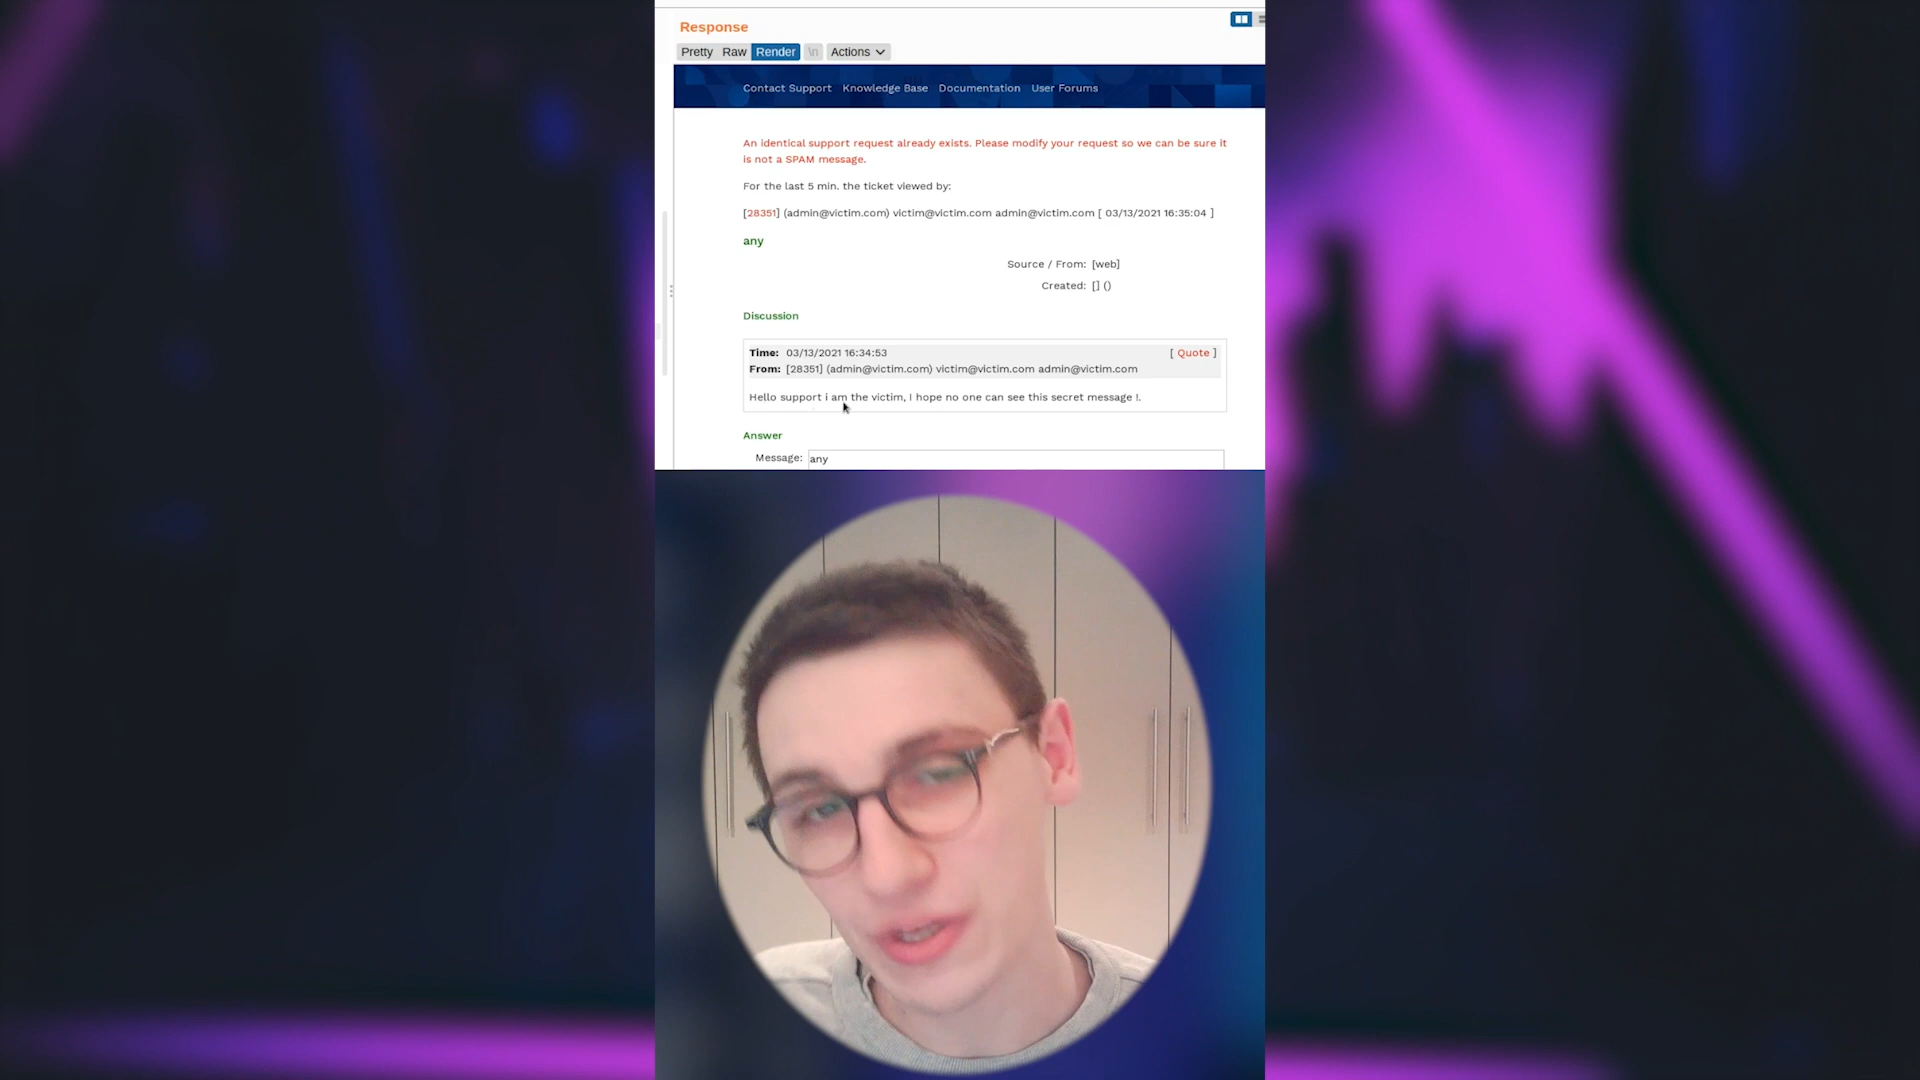 Response
Pretty Raw Render \n Actions
Contact Support Knowledge Base Documentation User Forums
An identical support request already exists. Please modify your request so we can be sure it
is not a SPAM message.
For the last 5 min. the ticket viewed by:
[28351] (admin@victim.com) victim@victim.com admin@victim.com [ 03/13/2021 16:35:04 ]
any
Source / From: [web]
Created: [] ()
Discussion
Time: 03/13/2021 16:34:53 [ Quote ]
From: [28351] (admin@victim.com) victim@victim.com admin@victim.com
Hello support i am the victim, I hope no one can see this secret message !.
Answer
Message: any